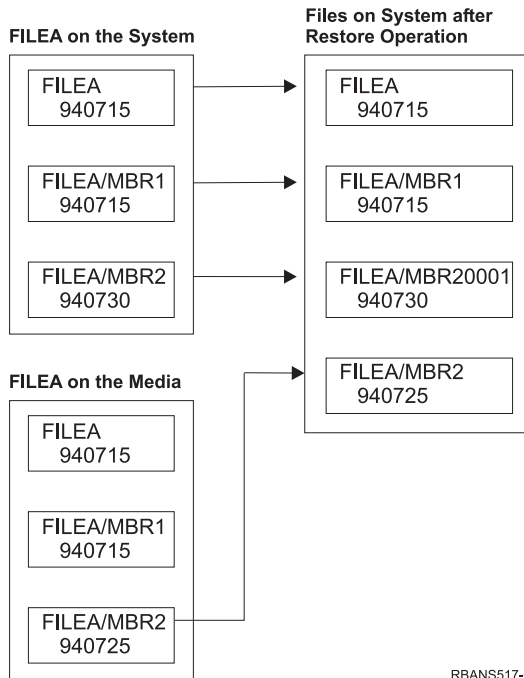 FILEA on the System
FILEA
940715
FILEA/MBR1
940715
FILEA/MBR2
940730
FILEA on the Media
FILEA
940715
FILEA/MBR1
940715
FILEA/MBR2
940725
Files on System after
Restore Operation
FILEA
940715
FILEA/MBR1
940715
FILEA/MBR20001
940730
FILEA/MBR2
940725
RBANS517-